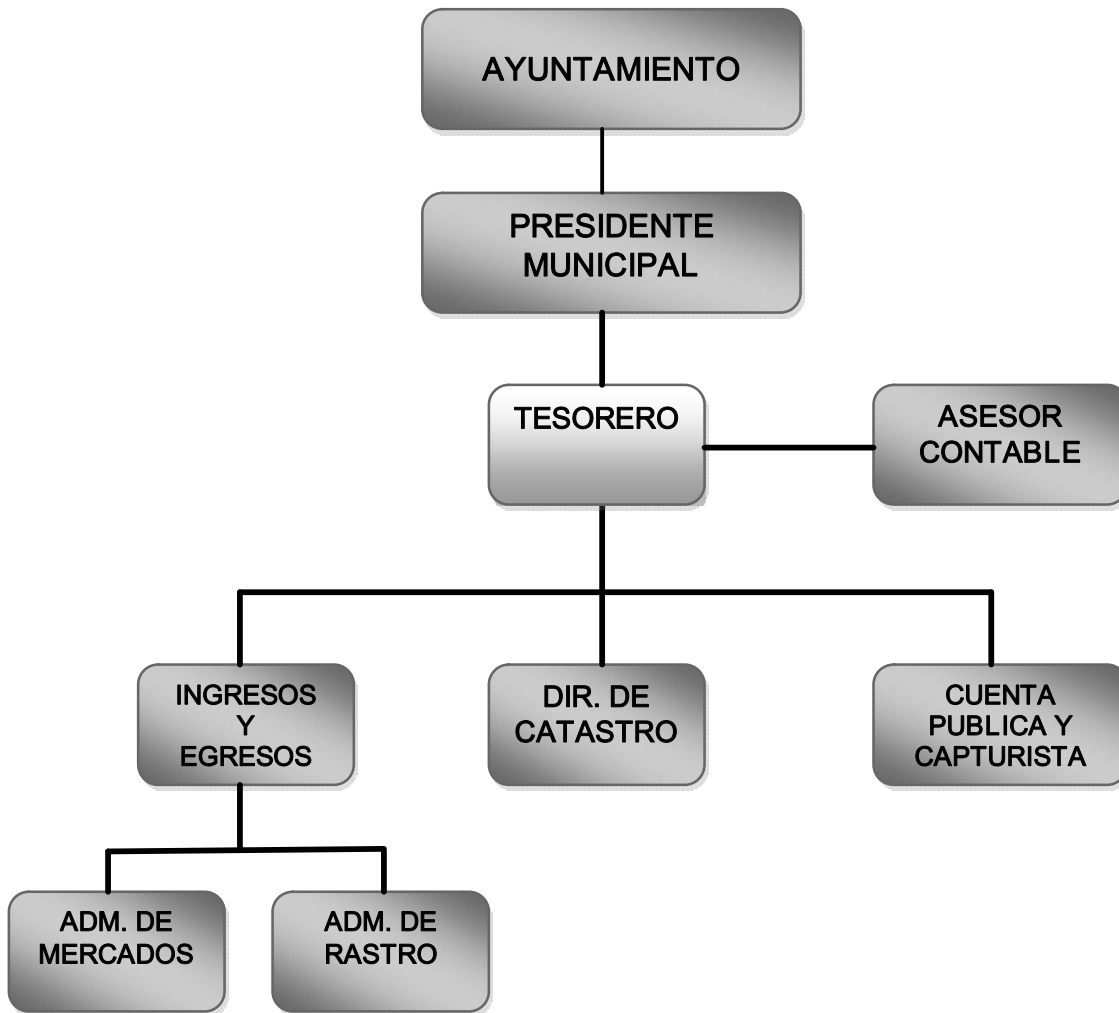 AYUNTAMIENTO
PRESIDENTE
MUNICIPAL
TESORERO
ASESOR
CONTABLE
INGRESOS
Y
EGRESOS
DIR. DE
CATASTRO
CUENTA
PUBLICA Y
CAPTURISTA
ADM. DE
MERCADOS
ADM. DE
RASTRO